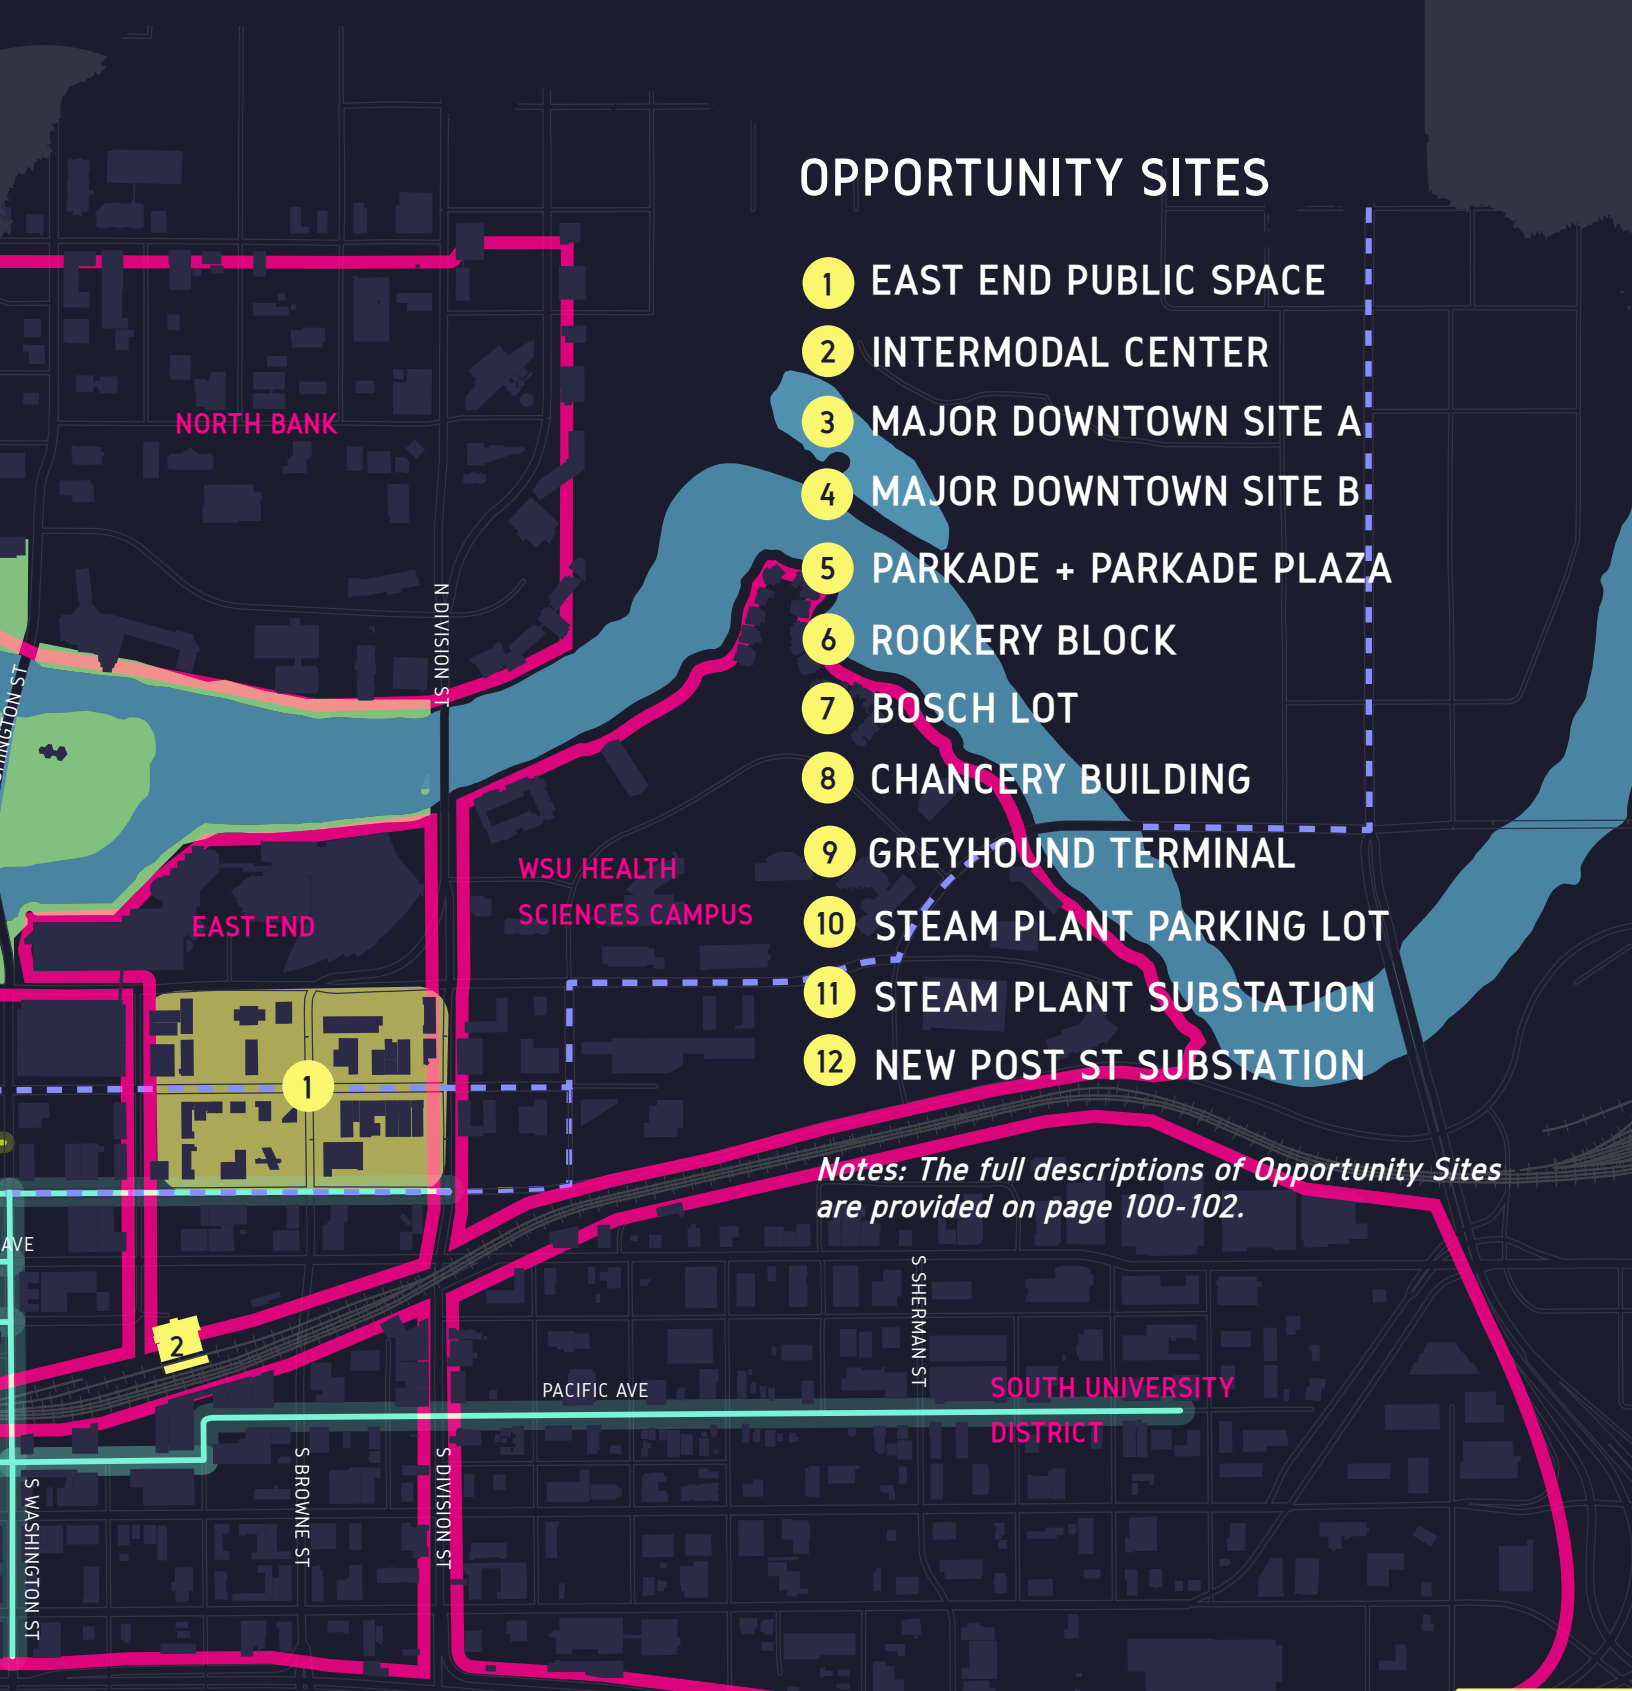 OPPORTUNITY SITES
1 EAST END PUBLIC SPACE
2 INTERMODAL CENTER
3 MAJOR DOWNTOWN SITE A
4 MAJOR DOWNTOWN SITE B
5 PARKADE + PARKADE PLAZA
6 ROOKERY BLOCK
7 BOSCH LOT
8 CHANCERY BUILDING
9 GREYHOUND TERMINAL
10 STEAM PLANT PARKING LOT
11 STEAM PLANT SUBSTATION
12 NEW POST ST SUBSTATION
Notes: The full descriptions of Opportunity Sites
are provided on page 100-102.
NORTH BANK
N DIVISION ST
HINGTON ST
WSU HEALTH
SCIENCES CAMPUS
EAST END
1
AVE
2
S SHERMAN ST
PACIFIC AVE
SOUTH UNIVERSITY
DISTRICT
S WASHINGTON ST
S BROWNE ST
S DIVISION ST